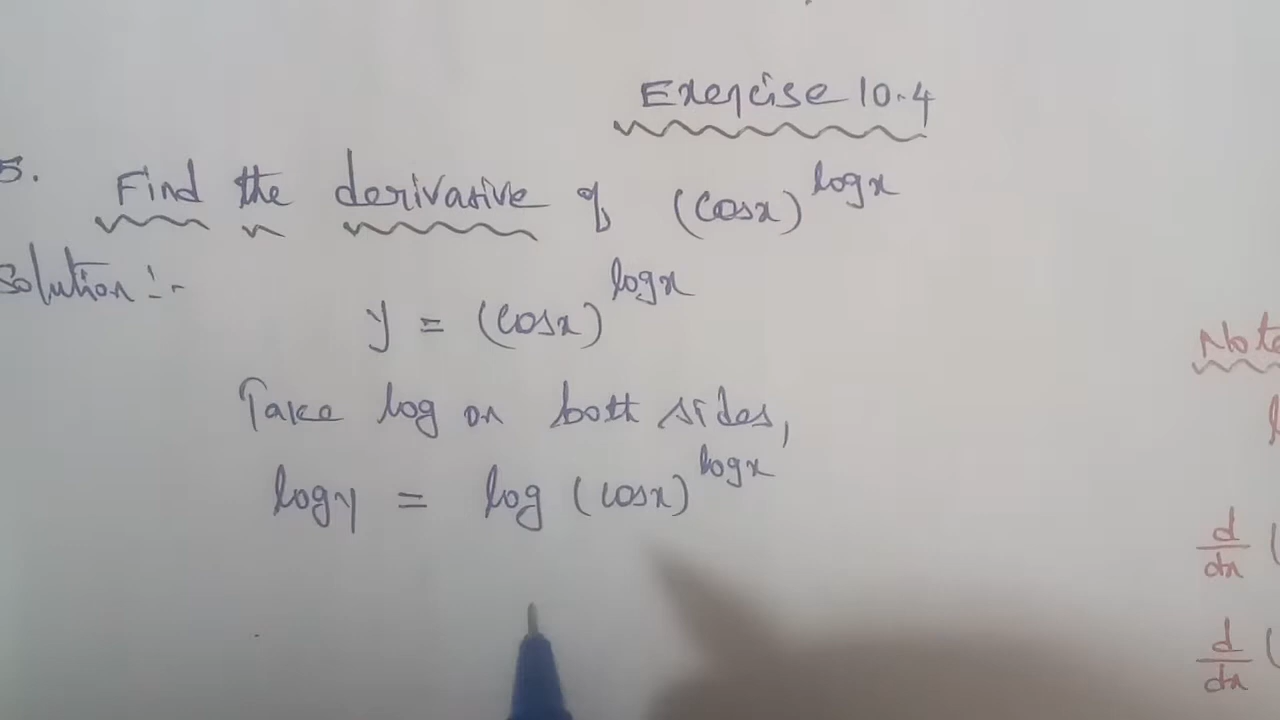 Exercise 10.4
5. Find the derivative of (cosx)^logx
Solution :-
y = (cosx)^logx
Take log on both sides,
logy = log (cosx)^logx
Note
d/dx (
d/dx (